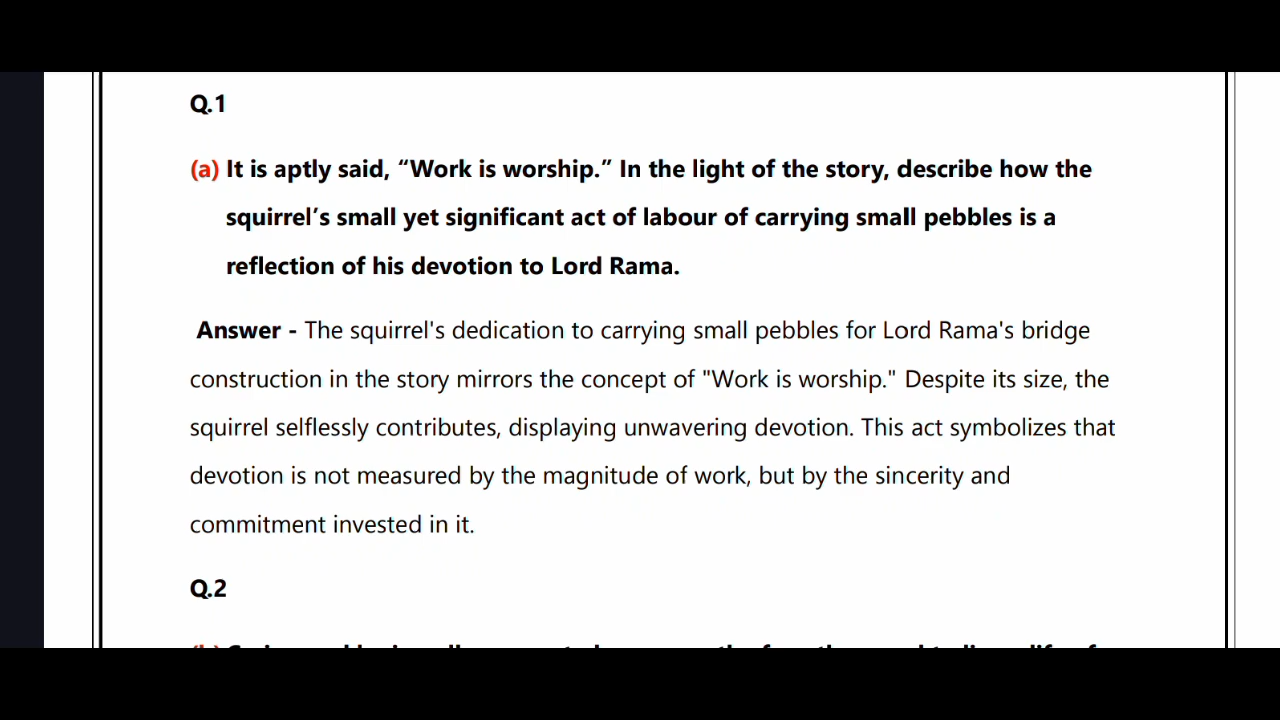 Q.1
(a) It is aptly said, “Work is worship.” In the light of the story, describe how the
squirrel’s small yet significant act of labour of carrying small pebbles is a
reflection of his devotion to Lord Rama.
Answer - The squirrel's dedication to carrying small pebbles for Lord Rama's bridge
construction in the story mirrors the concept of "Work is worship." Despite its size, the
squirrel selflessly contributes, displaying unwavering devotion. This act symbolizes that
devotion is not measured by the magnitude of work, but by the sincerity and
commitment invested in it.
Q.2